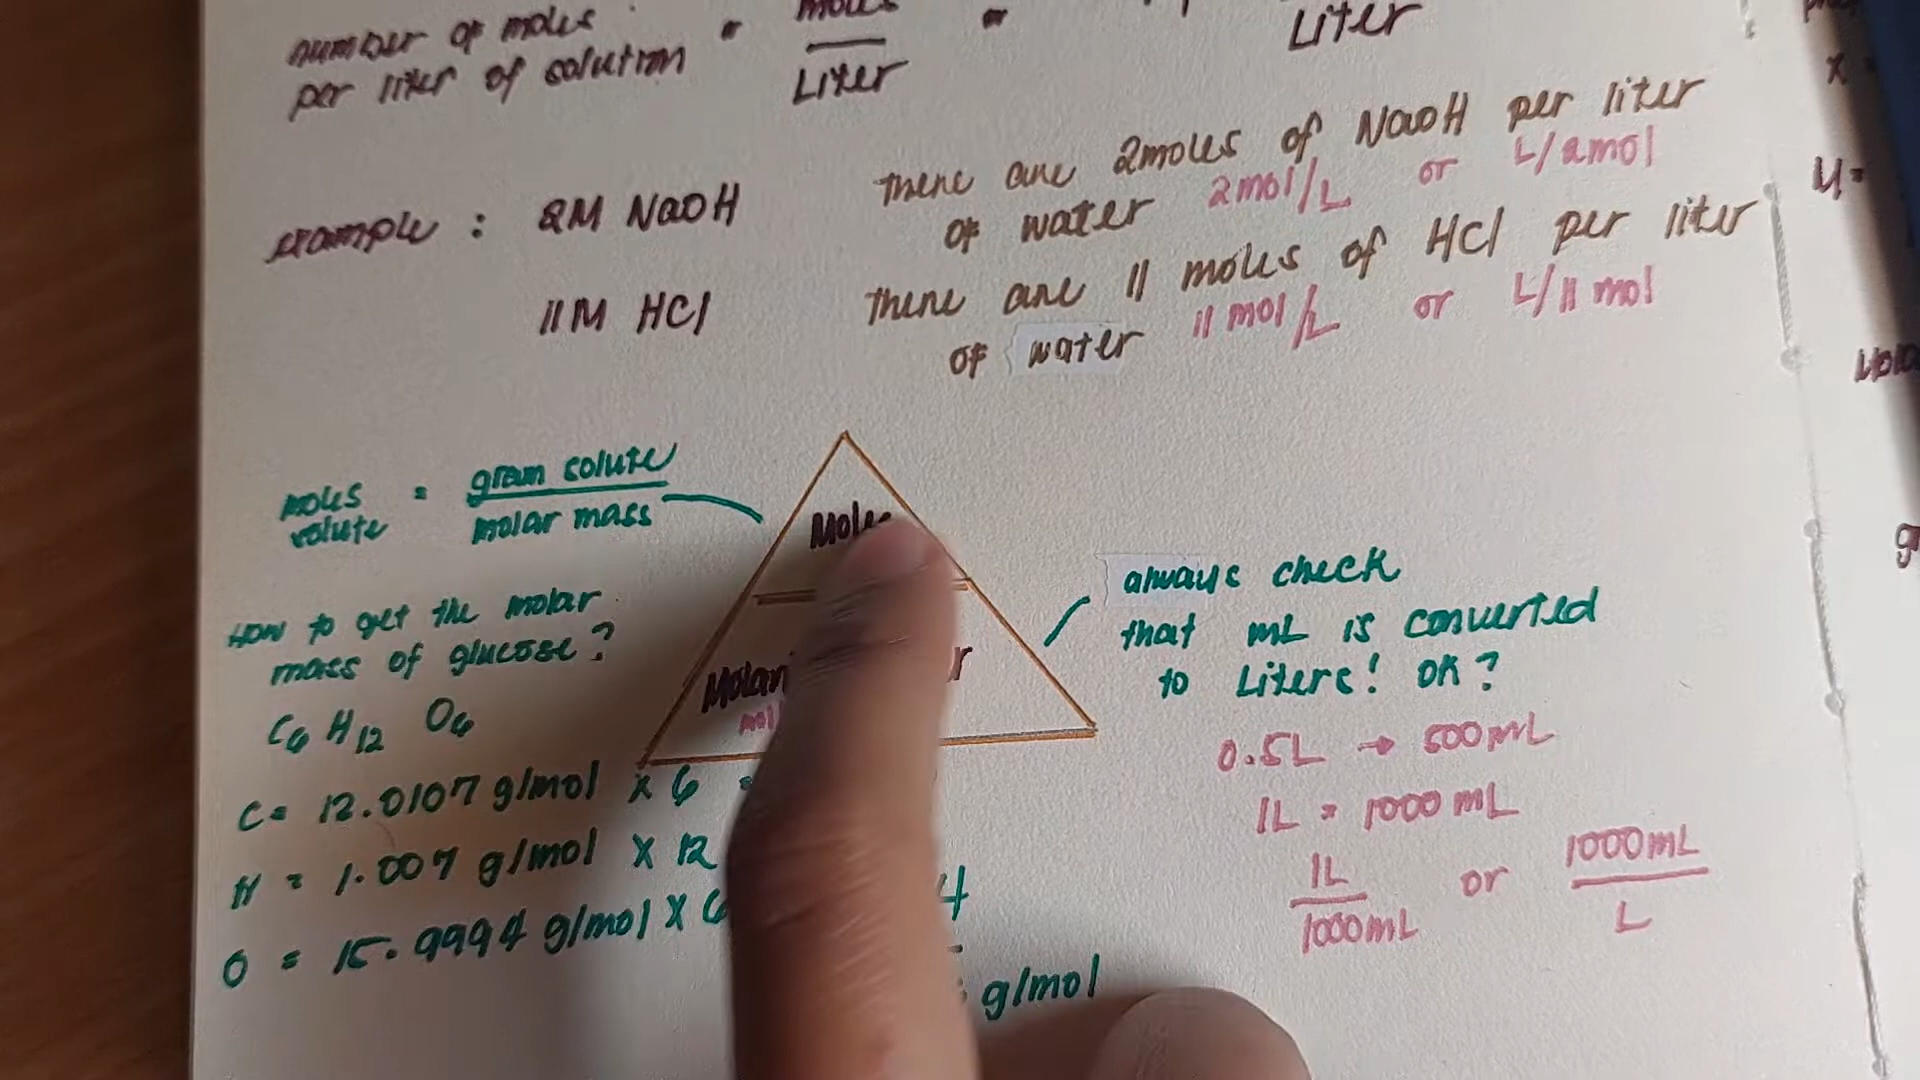 number of moles
per liter of solution = moles / Liter or
Liter
example : 2M NaOH
there are 2moles of NaOH per liter
of water 2mol/L or L/2mol
11M HCl
there are 11 moles of HCl per liter
of water 11 mol/L or L/11 mol
moles solute = gram solute / molar mass
How to get the molar
mass of glucose?
C6 H12 O6
C= 12.0107 g/mol x 6 =
H = 1.007 g/mol x 12
O = 15.9994 g/mol x 6
g/mol
always check
that mL is converted
to Liters! OK?
0.5L → 500mL
1L = 1000 mL
1L / 1000mL or 1000mL / L